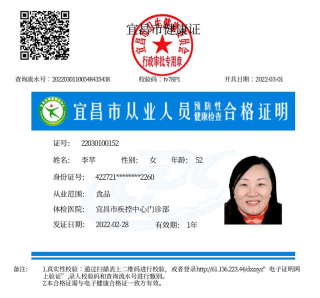 宜昌市健康证
行政审批专用章
查询流水号：20220301100548435438 校验码：tv78P1 开具日期：2022-03-01
宜昌市从业人员预防性健康检查合格证明
证号：22030100152
姓名：李苹 性别：女 年龄：52
身份证号：422721********2260
从业范围：食品
体检医院：宜昌市疾控中心门诊部
发证日期：2022-02-28 有效期：1年
备注：1.真实性校验：通过扫描表上二维码进行校验，或者登录http://61.136.223.44/dzzzyz"电子证明网
上验证"，录入校验码和查询流水号进行甄别。
2.本合格证需与电子健康合格证一致方有效。